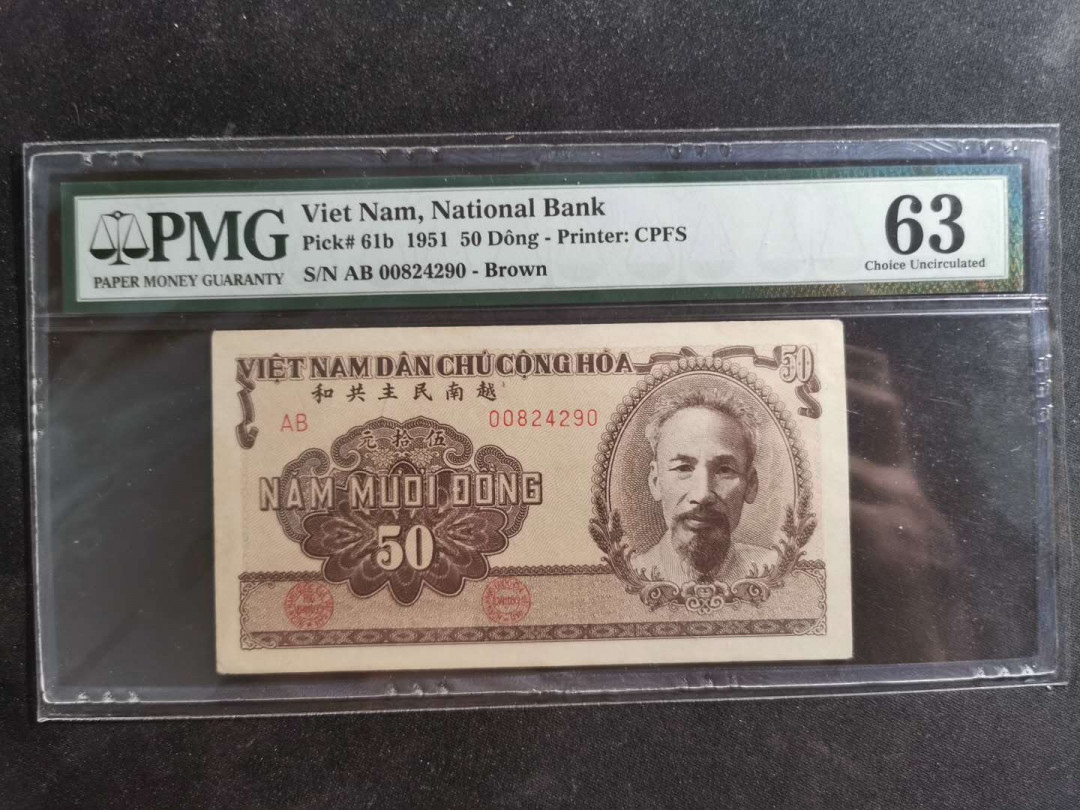 PMG
PAPER MONEY GUARANTY
Viet Nam, National Bank
Pick# 61b 1951 50 Dông - Printer: CPFS
S/N AB 00824290 - Brown
63
Choice Uncirculated
VIỆT NAM DÂN CHỦ CỘNG HÒA
50
和共主民南越
AB 00824290
元拾伍
NĂM MƯƠI ĐỒNG
50